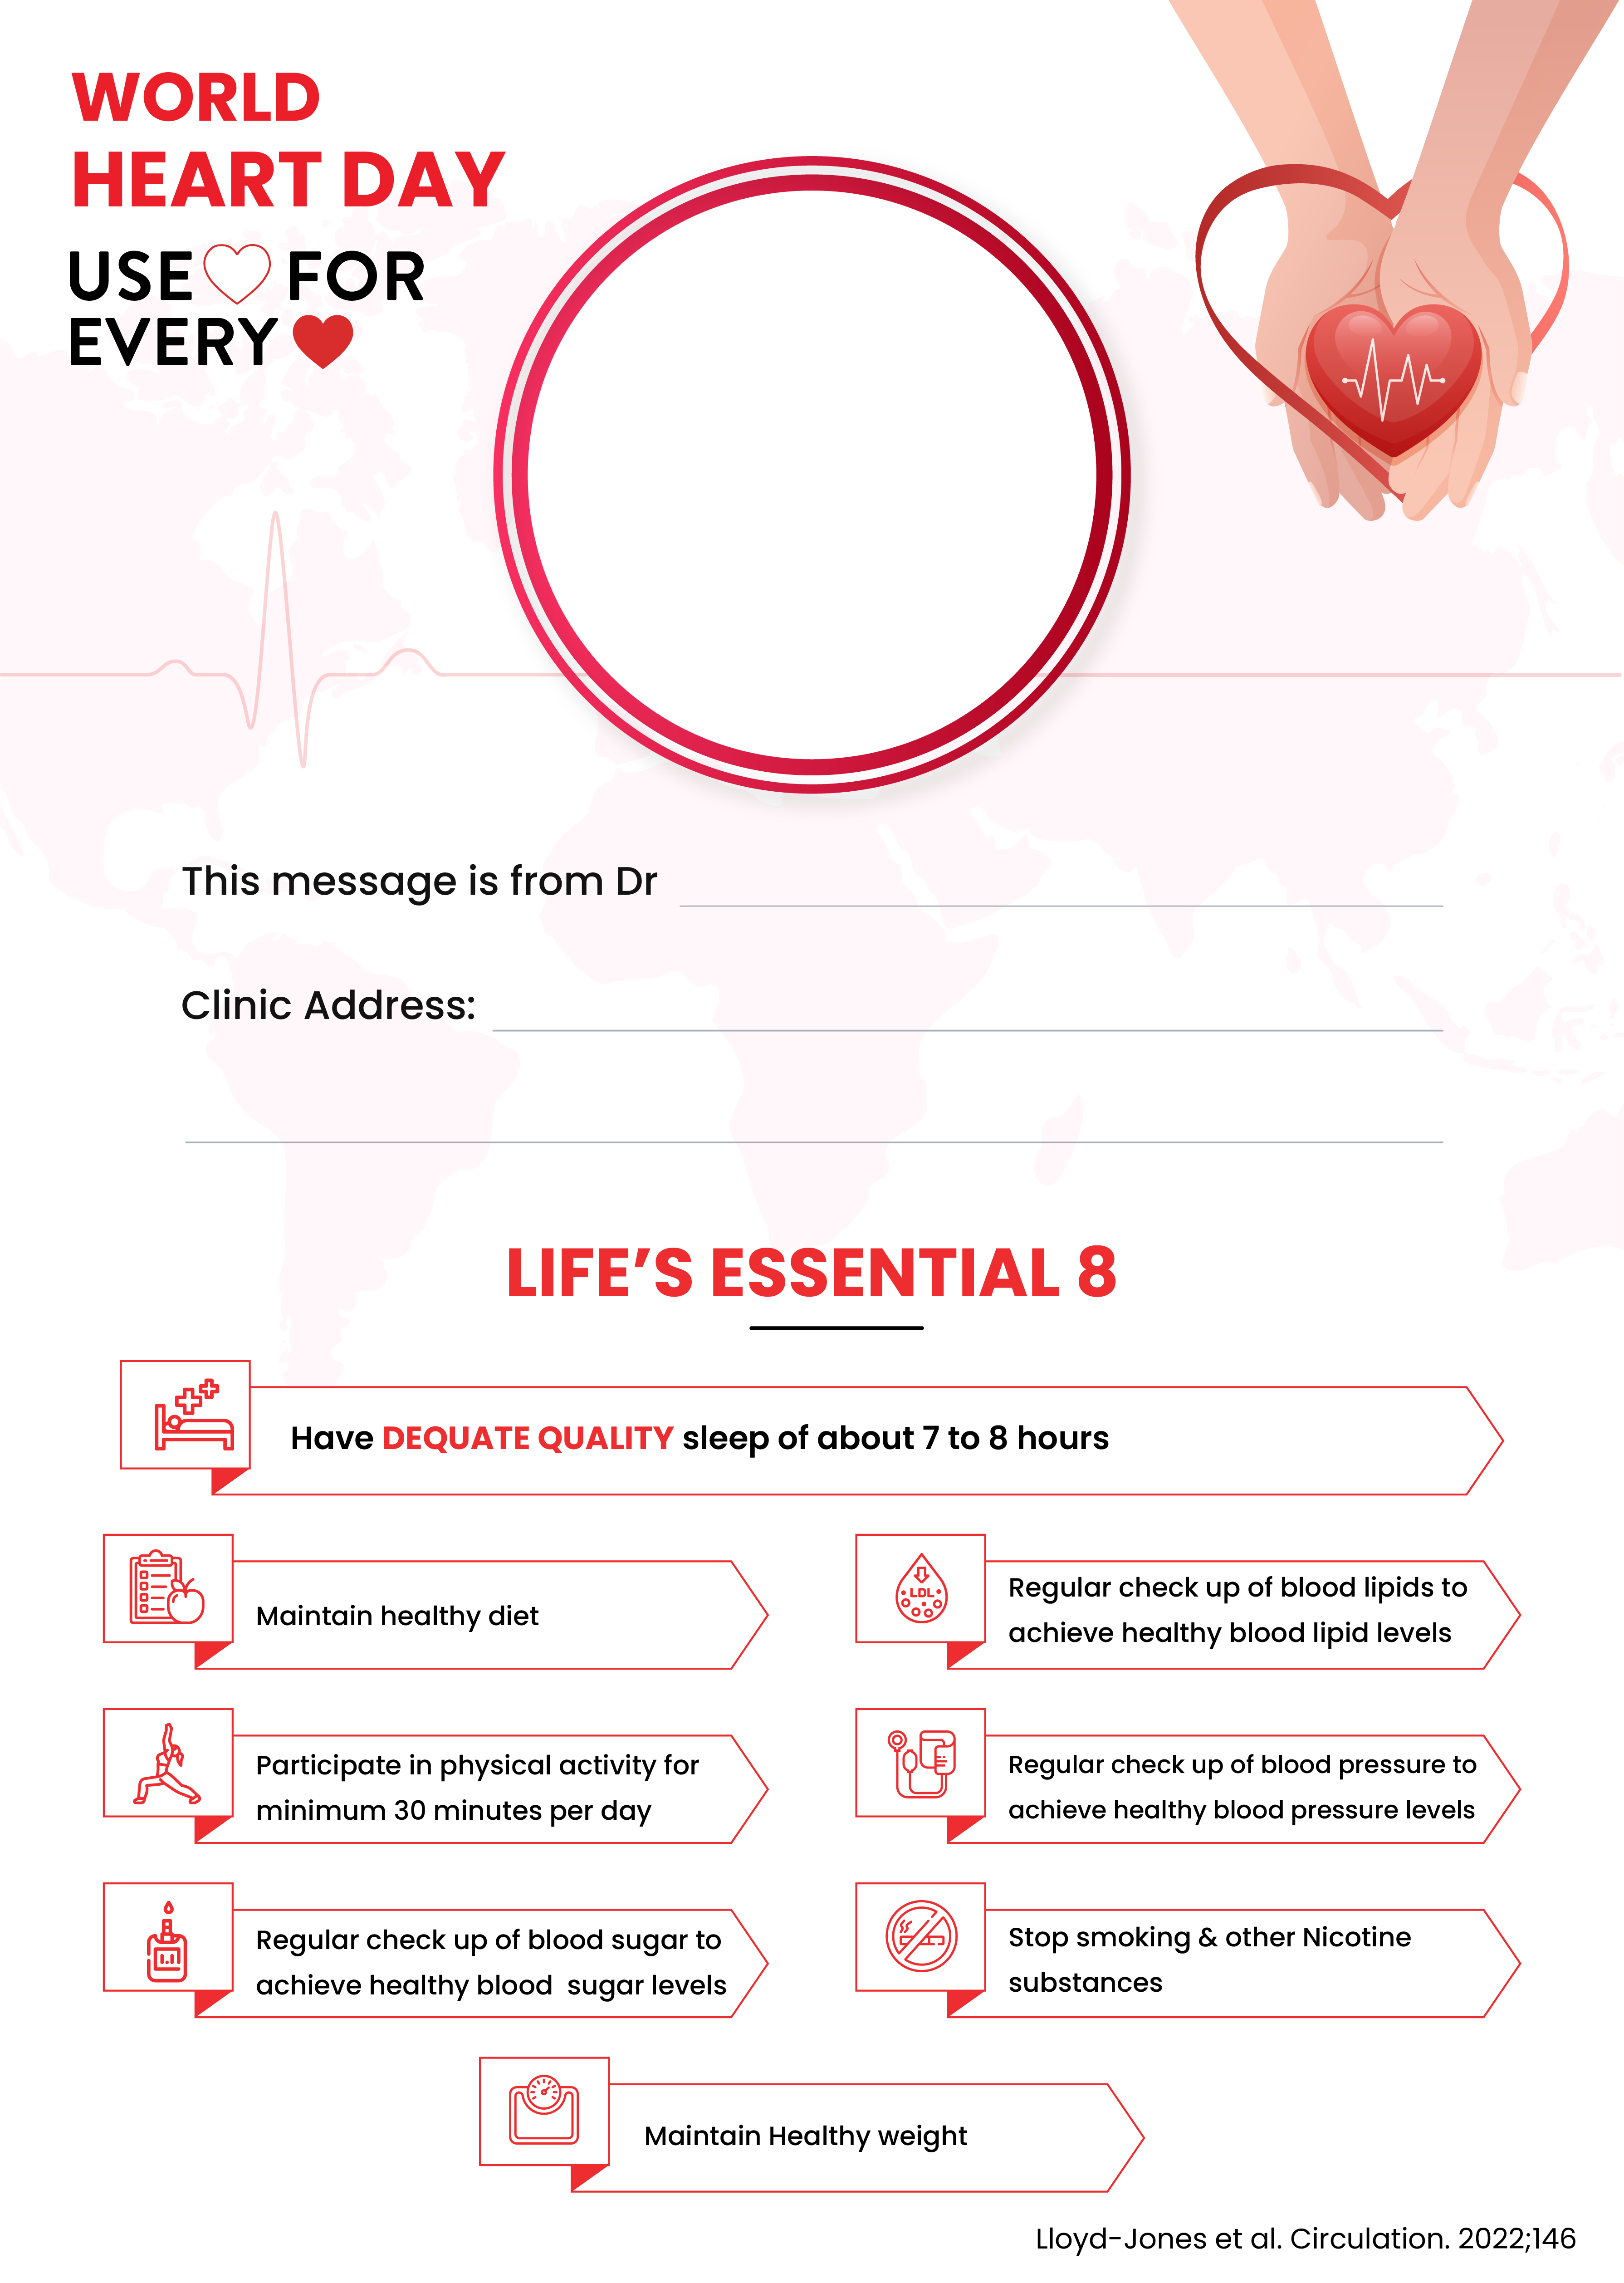 WORLD
HEART DAY
USE FOR
EVERY
This message is from Dr
Clinic Address:
LIFE’S ESSENTIAL 8
Have DEQUATE QUALITY sleep of about 7 to 8 hours
Maintain healthy diet
LDL
Regular check up of blood lipids to
achieve healthy blood lipid levels
Participate in physical activity for
minimum 30 minutes per day
Regular check up of blood pressure to
achieve healthy blood pressure levels
Regular check up of blood sugar to
achieve healthy blood  sugar levels
Stop smoking & other Nicotine
substances
Maintain Healthy weight
Lloyd-Jones et al. Circulation. 2022;146